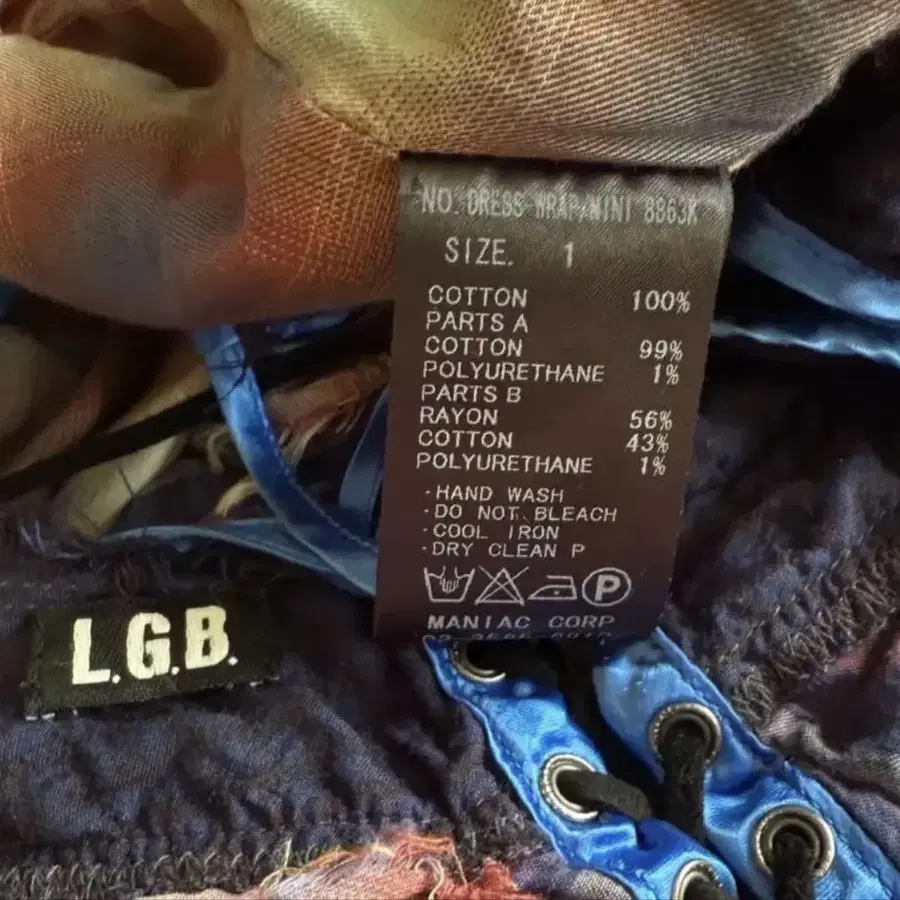 NO. DRESS WRAP/MINI 8863K
SIZE. 1
COTTON 100%
PARTS A
COTTON 99%
POLYURETHANE 1%
PARTS B
RAYON 56%
COTTON 43%
POLYURETHANE 1%
·HAND WASH
·DO NOT BLEACH
·COOL IRON
·DRY CLEAN P
P
MANIAC CORP
L.G.B.